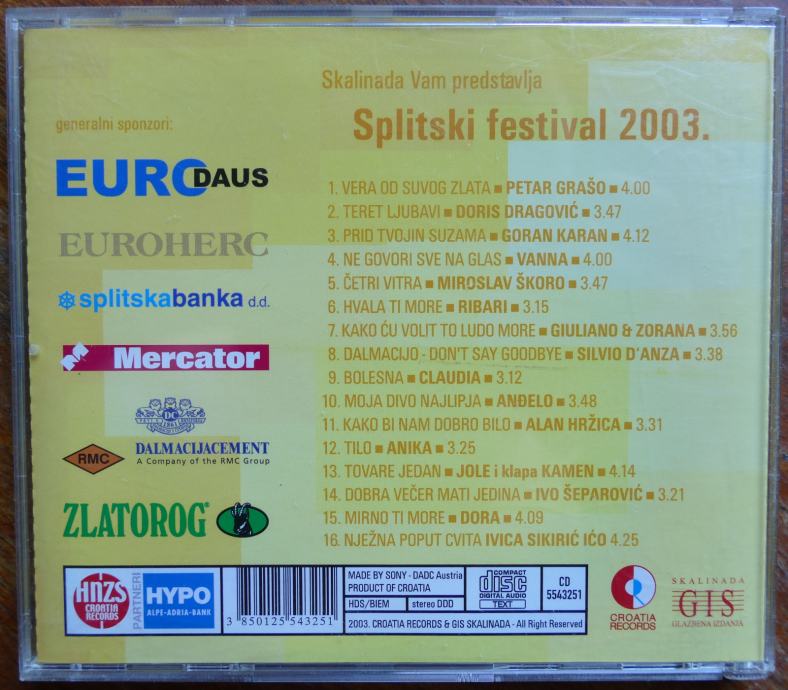 Skalinada Vam predstavlja
Splitski festival 2003.
generalni sponzori:
EURODAUS
EUROHERC
splitskabanka d.d.
Mercator
DC
RMC
DALMACIJACEMENT
A Company of the RMC Group
ZLATOROG
1. VERA OD SUVOG ZLATA ■ PETAR GRAŠO ■ 4.00
2. TERET LJUBAVI ■ DORIS DRAGOVIĆ ■ 3.47
3. PRID TVOJIN SUZAMA ■ GORAN KARAN ■ 4.12
4. NE GOVORI SVE NA GLAS ■ VANNA ■ 4.00
5. ČETRI VITRA ■ MIROSLAV ŠKORO ■ 3.47
6. HVALA TI MORE ■ RIBARI ■ 3.15
7. KAKO ĆU VOLIT TO LUDO MORE ■ GIULIANO & ZORANA ■ 3.56
8. DALMACIJO - DON'T SAY GOODBYE ■ SILVIO D'ANZA ■ 3.38
9. BOLESNA ■ CLAUDIA ■ 3.12
10. MOJA DIVO NAJLIPJA ■ ANĐELO ■ 3.48
11. KAKO BI NAM DOBRO BILO ■ ALAN HRŽICA ■ 3.31
12. TILO ■ ANIKA ■ 3.25
13. TOVARE JEDAN ■ JOLE i klapa KAMEN ■ 4.14
14. DOBRA VEČER MATI JEDINA ■ IVO ŠEPAROVIĆ ■ 3.21
15. MIRNO TI MORE ■ DORA ■ 4.09
16. NJEŽNA POPUT CVITA IVICA SIKIRIĆ IĆO 4.25
HNZS
CROATIA
RECORDS
PARTNERI
HYPO
ALPE-ADRIA-BANK
3 850125 543251
MADE BY SONY - DADC Austria
PRODUCT OF CROATIA
HDS/BIEM
stereo DDD
COMPACT
disc
DIGITAL AUDIO
TEXT
CD
5543251
2003. CROATIA RECORDS & GIS SKALINADA - All Right Reserved
CROATIA
RECORDS
SKALINADA
GIS
GLAZBENA IZDANJA